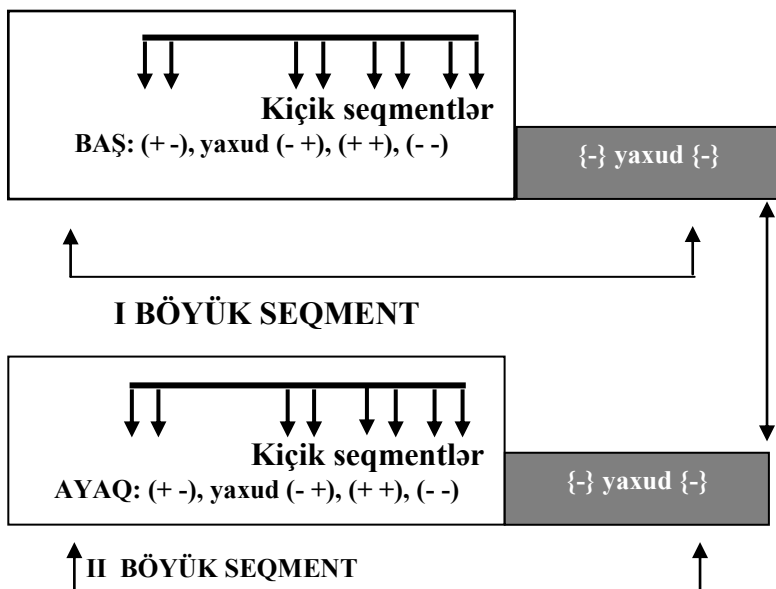 Kiçik seqmentlər
BAŞ: (+ -), yaxud (- +), (+ +), (- -)
{-} yaxud {-}
I BÖYÜK SEQMENT
Kiçik seqmentlər
AYAQ: (+ -), yaxud (- +), (+ +), (- -)
{-} yaxud {-}
II BÖYÜK SEQMENT